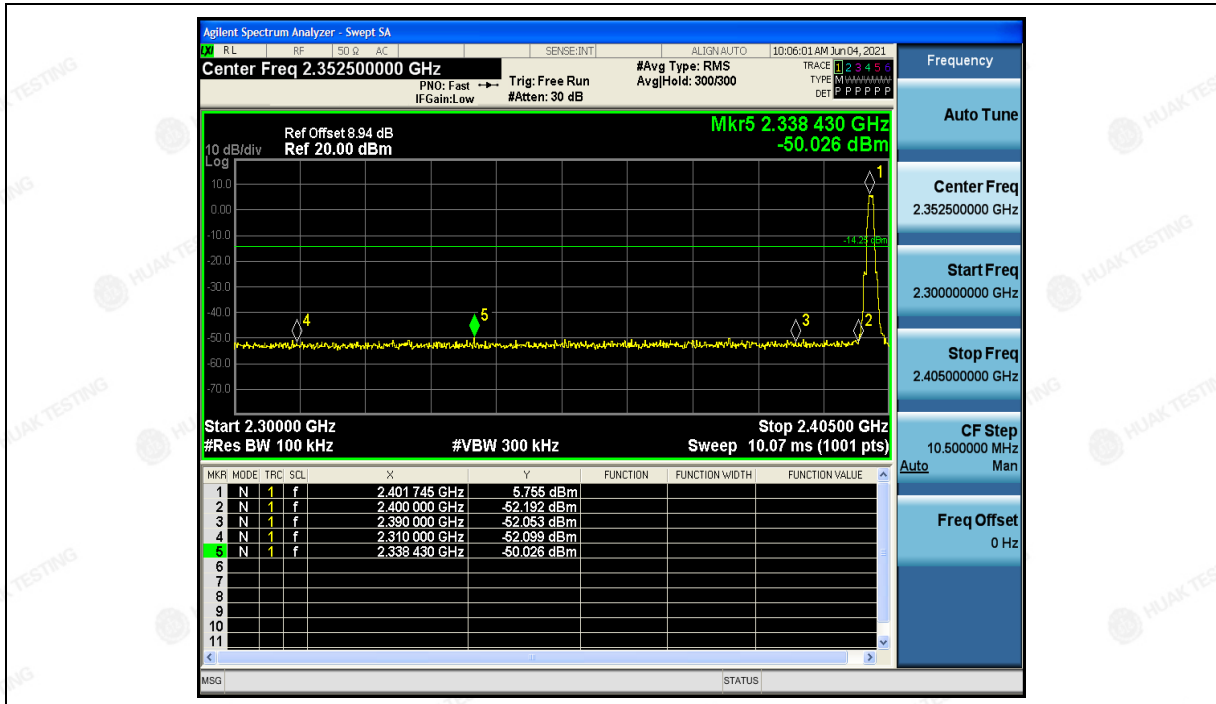 Agilent Spectrum Analyzer - Swept SA
LXI RL RF 50 Ω AC SENSE:INT ALIGN AUTO 10:06:01 AM Jun 04, 2021
Center Freq 2.352500000 GHz
PNO: Fast
IFGain:Low
Trig: Free Run
#Atten: 30 dB
#Avg Type: RMS
Avg|Hold: 300/300
TRACE 1 2 3 4 5 6
TYPE M
DET P P P P P P
Ref Offset 8.94 dB
10 dB/div Ref 20.00 dBm
Log
Mkr5 2.338 430 GHz
-50.026 dBm
10.0
0.00
-10.0
-20.0
-30.0
-40.0
-50.0
-60.0
-70.0
-14.25 dBm
1
4
5
3
2
Start 2.30000 GHz Stop 2.40500 GHz
#Res BW 100 kHz #VBW 300 kHz Sweep 10.07 ms (1001 pts)
MKR MODE TRC SCL X Y FUNCTION FUNCTION WIDTH FUNCTION VALUE
1 N 1 f 2.401 745 GHz 5.755 dBm
2 N 1 f 2.400 000 GHz -52.192 dBm
3 N 1 f 2.390 000 GHz -52.053 dBm
4 N 1 f 2.310 000 GHz -52.099 dBm
5 N 1 f 2.338 430 GHz -50.026 dBm
6
7
8
9
10
11
MSG STATUS
Frequency
Auto Tune
Center Freq
2.352500000 GHz
Start Freq
2.300000000 GHz
Stop Freq
2.405000000 GHz
CF Step
10.500000 MHz
Auto Man
Freq Offset
0 Hz
HUAK TESTING